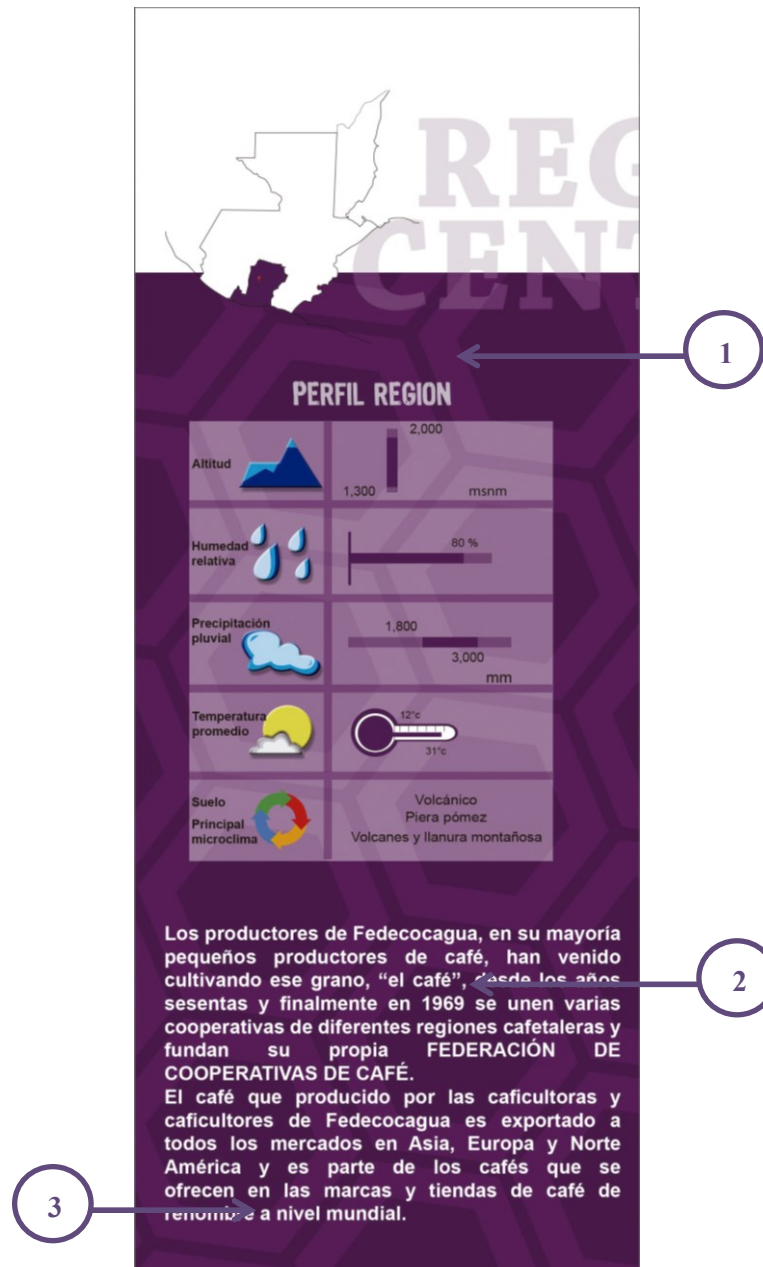 REG
CENT
1
PERFIL REGION
Altitud
2,000
1,300
msnm
Humedad
relativa
80 %
Precipitación
pluvial
1,800
3,000
mm
Temperatura
promedio
12°c
31°c
Suelo
Principal
microclima
Volcánico
Piera pómez
Volcanes y llanura montañosa
Los productores de Fedecocagua, en su mayoría
pequeños productores de café, han venido
cultivando ese grano, “el café”, desde los años
sesentas y finalmente en 1969 se unen varias
cooperativas de diferentes regiones cafetaleras y
fundan su propia FEDERACIÓN DE
COOPERATIVAS DE CAFÉ.
El café que producido por las caficultoras y
caficultores de Fedecocagua es exportado a
todos los mercados en Asia, Europa y Norte
América y es parte de los cafés que se
ofrecen en las marcas y tiendas de café de
renombre a nivel mundial.
2
3